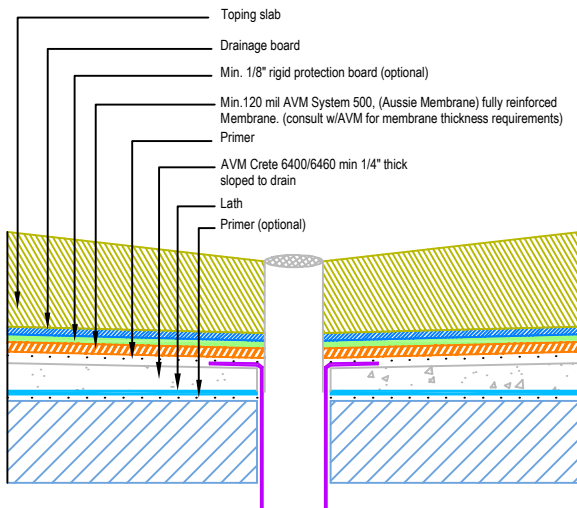 Toping slab
Drainage board
Min. 1/8" rigid protection board (optional)
Min.120 mil AVM System 500, (Aussie Membrane) fully reinforced
Membrane. (consult w/AVM for membrane thickness requirements)
Primer
AVM Crete 6400/6460 min 1/4" thick
sloped to drain
Lath
Primer (optional)